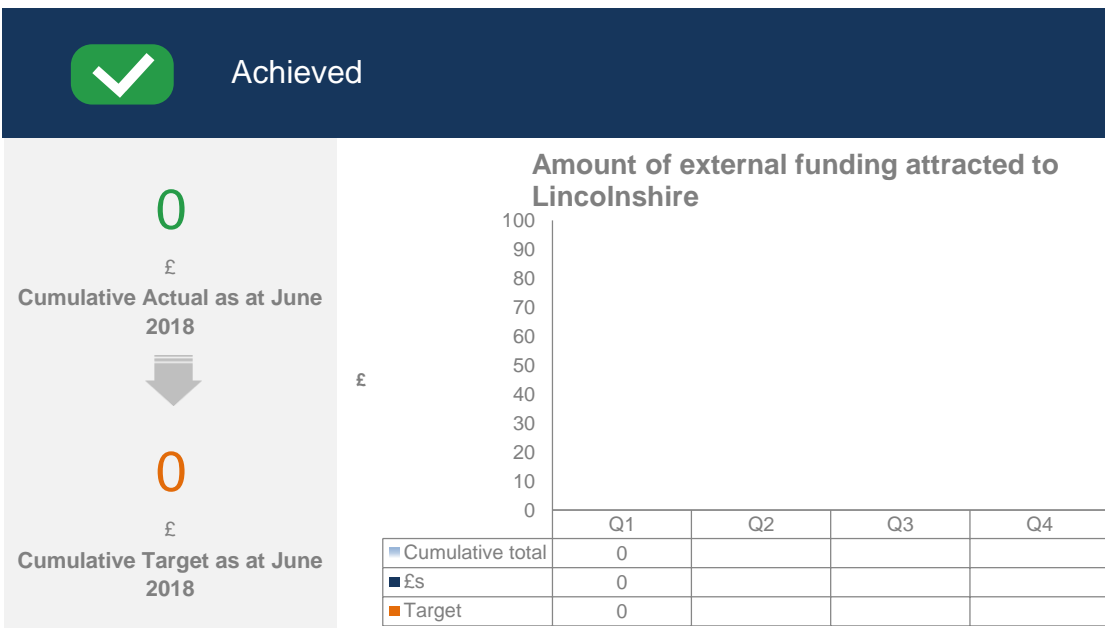 Achieved
0
£
Cumulative Actual as at June
2018
0
£
Cumulative Target as at June
2018
Amount of external funding attracted to
Lincolnshire
£
100
90
80
70
60
50
40
30
20
10
0
Q1 Q2 Q3 Q4
Cumulative total 0
£s 0
Target 0